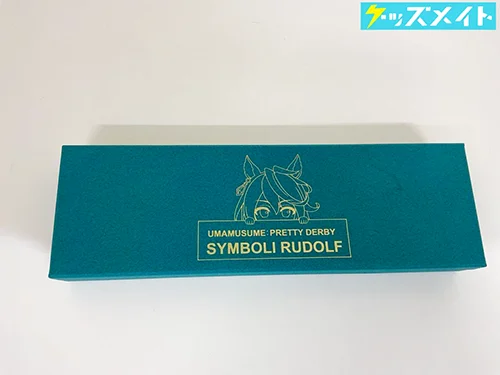 グッズメイト
UMAMUSUME: PRETTY DERBY
SYMBOLI RUDOLF